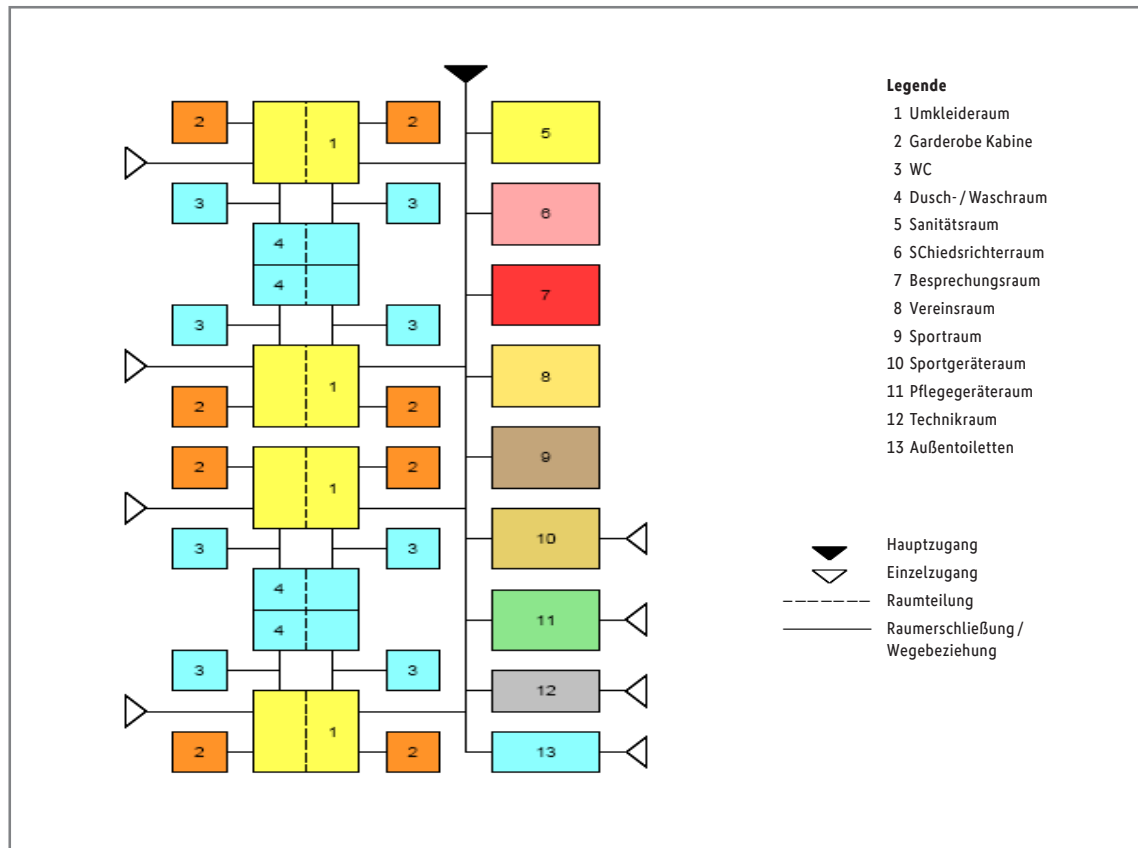 2
1
2
5
3
3
6
4
4
7
3
3
1
8
2
2
2
2
1
9
3
3
10
4
4
11
3
3
12
1
2
2
13
Legende
1 Umkleideraum
2 Garderobe Kabine
3 WC
4 Dusch- / Waschraum
5 Sanitätsraum
6 SChiedsrichterraum
7 Besprechungsraum
8 Vereinsraum
9 Sportraum
10 Sportgeräteraum
11 Pflegegeräteraum
12 Technikraum
13 Außentoiletten
Hauptzugang
Einzelzugang
Raumteilung
Raumerschließung /
Wegebeziehung